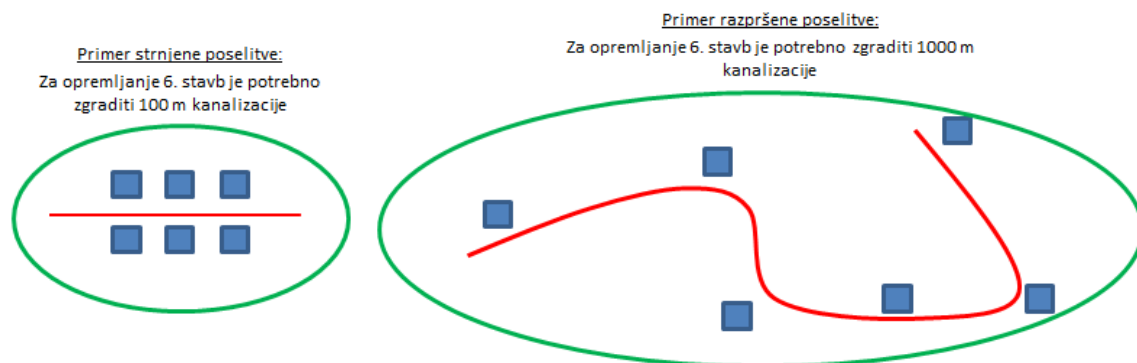 Primer strnjene poselitve:
Za opremljanje 6. stavb je potrebno
zgraditi 100 m kanalizacije
Primer razpršene poselitve:
Za opremljanje 6. stavb je potrebno zgraditi 1000 m
kanalizacije